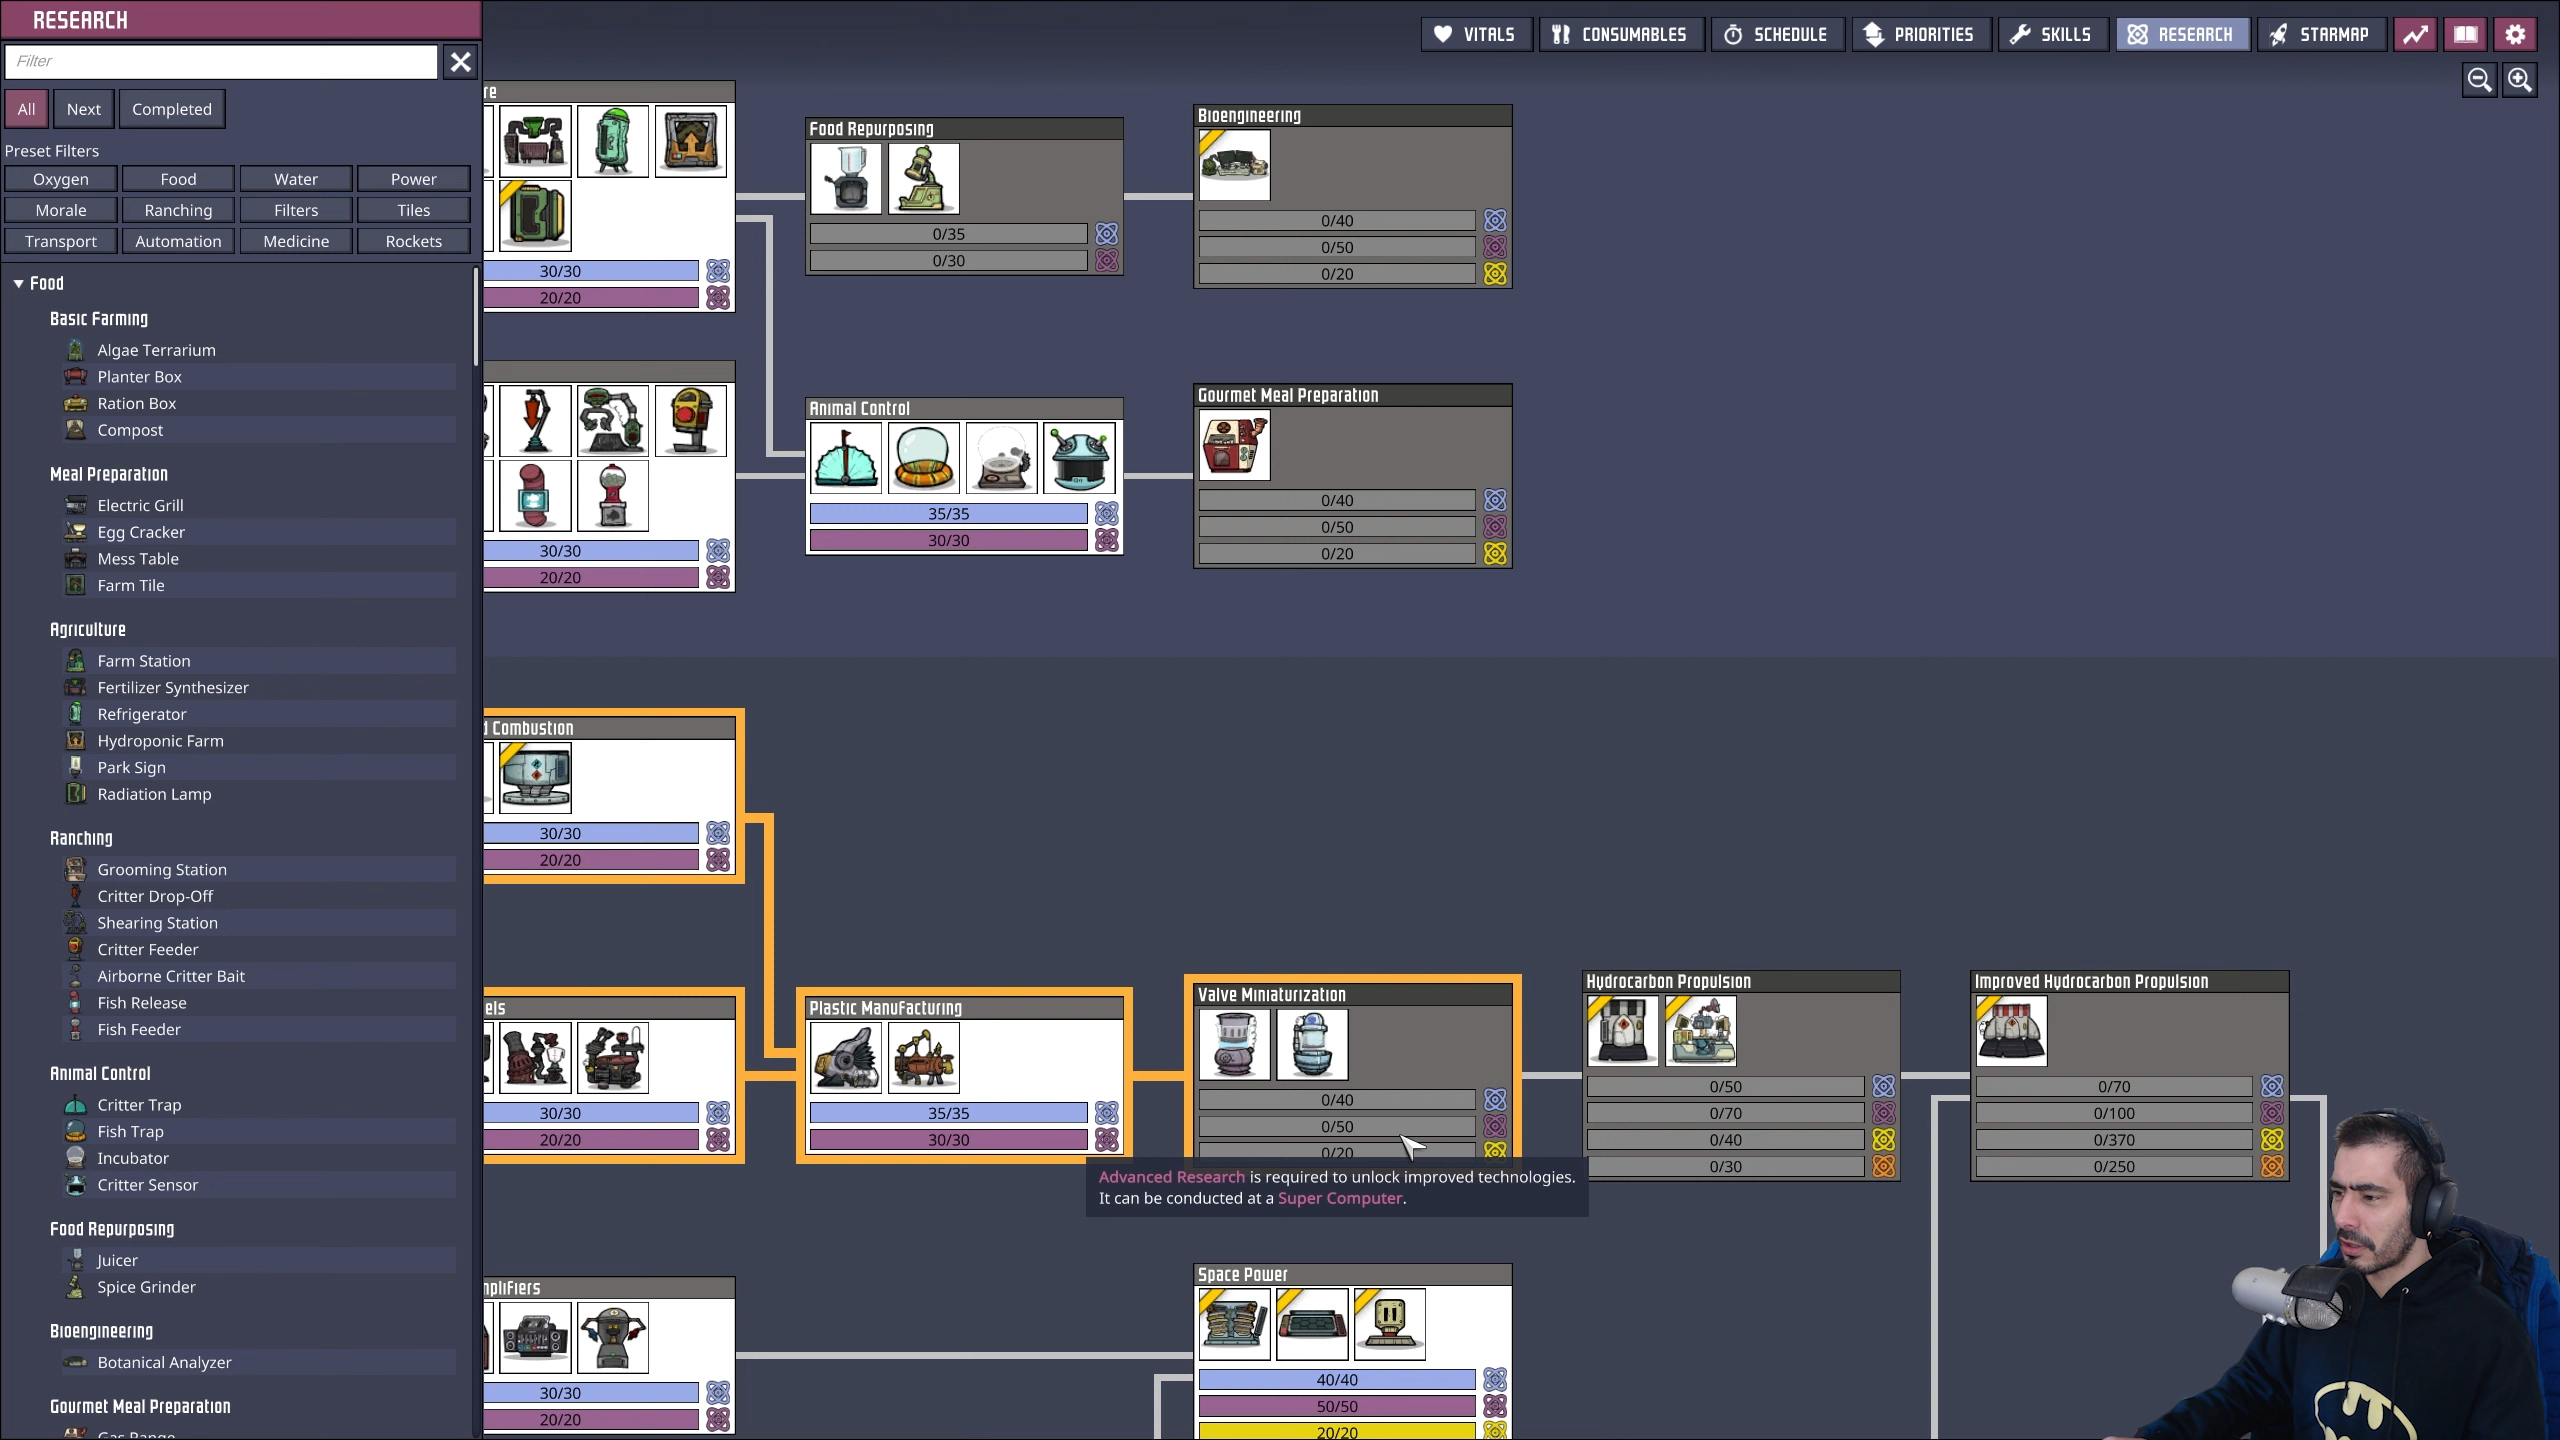 RESEARCH
Filter
All
Next
Completed
Preset Filters
Oxygen
Food
Water
Power
Morale
Ranching
Filters
Tiles
Transport
Automation
Medicine
Rockets
Food
Basic Farming
Algae Terrarium
Planter Box
Ration Box
Compost
Meal Preparation
Electric Grill
Egg Cracker
Mess Table
Farm Tile
Agriculture
Farm Station
Fertilizer Synthesizer
Refrigerator
Hydroponic Farm
Park Sign
Radiation Lamp
Ranching
Grooming Station
Critter Drop-Off
Shearing Station
Critter Feeder
Airborne Critter Bait
Fish Release
Fish Feeder
Animal Control
Critter Trap
Fish Trap
Incubator
Critter Sensor
Food Repurposing
Juicer
Spice Grinder
Bioengineering
Botanical Analyzer
Gourmet Meal Preparation
Gas Range
VITALS
CONSUMABLES
SCHEDULE
PRIORITIES
SKILLS
RESEARCH
STARMAP
re
30/30
20/20
Food Repurposing
0/35
0/30
Bioengineering
0/40
0/50
0/20
30/30
20/20
Animal Control
35/35
30/30
Gourmet Meal Preparation
0/40
0/50
0/20
d Combustion
30/30
20/20
els
30/30
20/20
Plastic Manufacturing
35/35
30/30
Valve Miniaturization
0/40
0/50
0/20
Hydrocarbon Propulsion
0/50
0/70
0/40
0/30
Improved Hydrocarbon Propulsion
0/70
0/100
0/370
0/250
Advanced Research is required to unlock improved technologies.
It can be conducted at a Super Computer.
mplifiers
30/30
20/20
Space Power
40/40
50/50
20/20